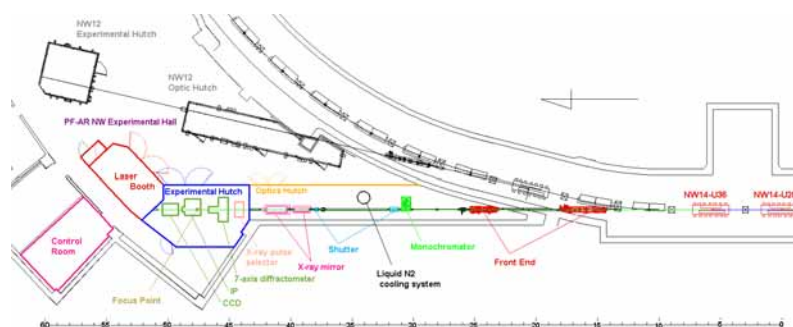 NW12
Experimental Hutch
NW12
Optic Hutch
PF-AR NW Experimental Hall
Laser
Booth
Experimental Hutch
Optics Hutch
NW14-U36
NW14-U20
Control
Room
X-ray pulse
selector
Shutter
Monochromator
Front End
X-ray mirror
7-axis diffractometer
Liquid N2
cooling system
IP
CCD
Focus Point
60 55 50 45 40 35 30 25 20 15 10 5 0